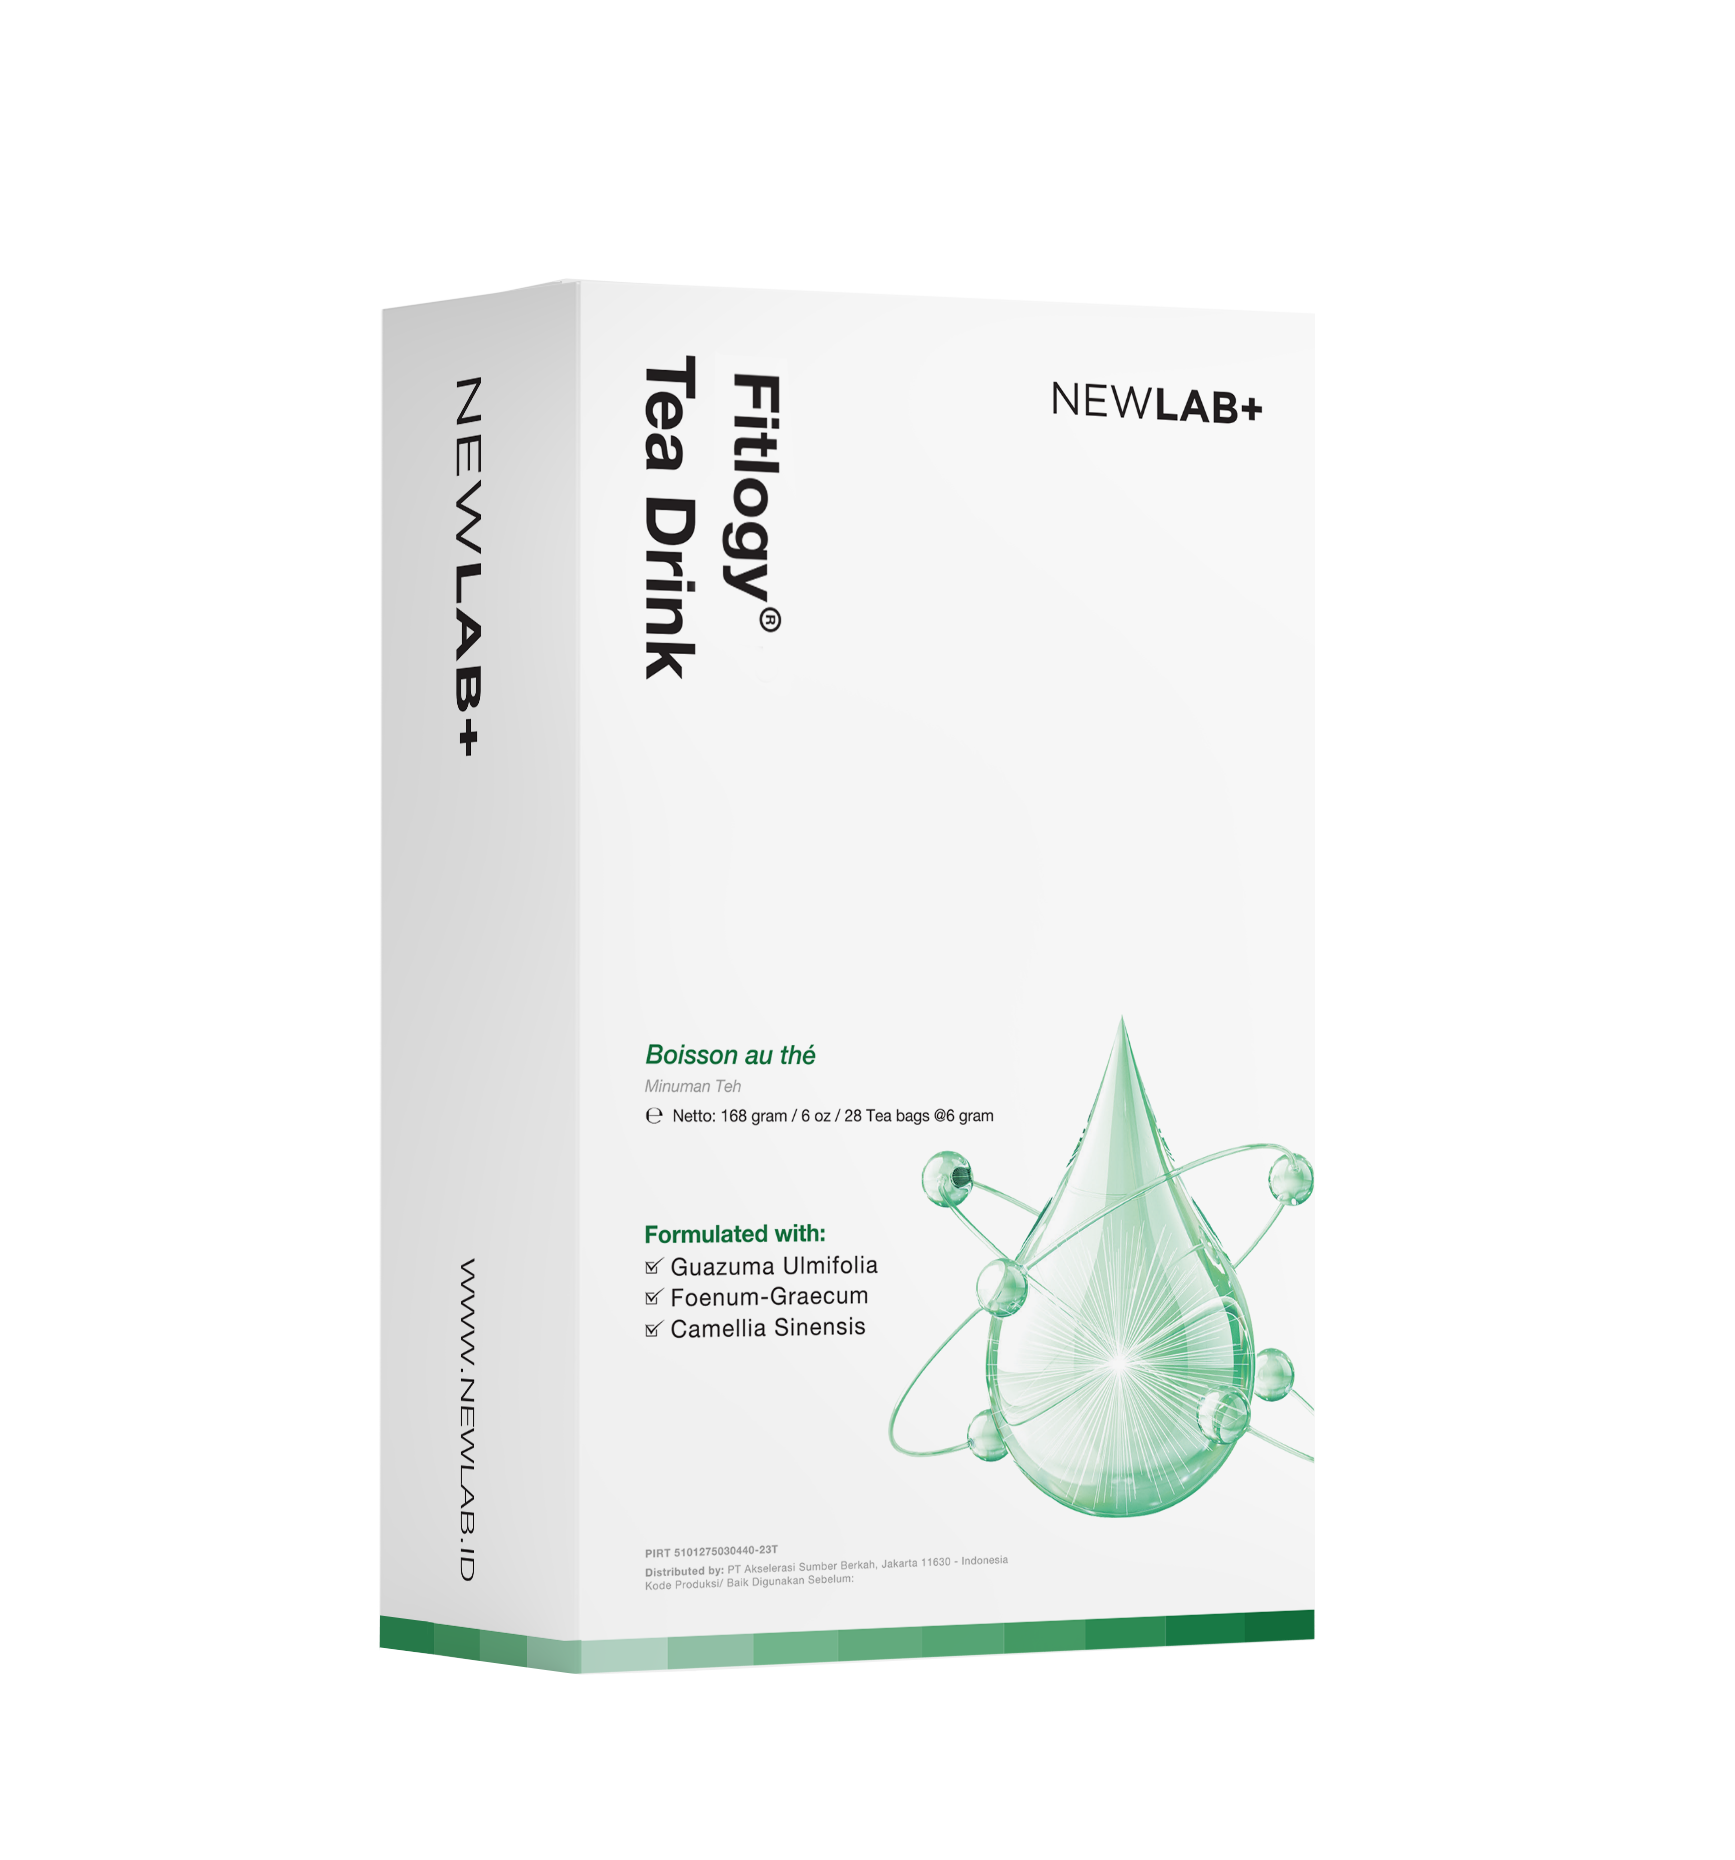 NEWLAB+
WWW.NEWLAB.ID
Fitlogy®
Tea Drink
NEWLAB+
Boisson au thé
Minuman Teh
℮ Netto: 168 gram / 6 oz / 28 Tea bags @6 gram
Formulated with:
Guazuma Ulmifolia
Foenum-Graecum
Camellia Sinensis
PIRT 5101275030440-23T
Distributed by: PT Akselerasi Sumber Berkah, Jakarta 11630 - Indonesia
Kode Produksi/ Baik Digunakan Sebelum: